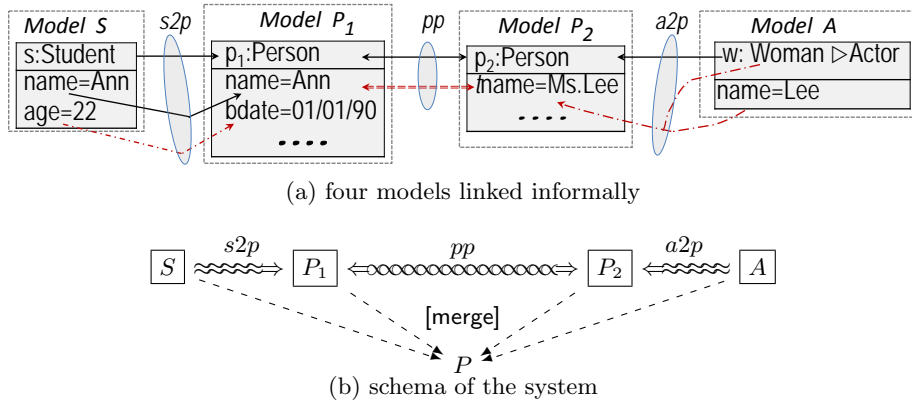 Model S
s2p
Model P1
pp
Model P2
a2p
Model A
s:Student
p1:Person
p2:Person
w: Woman ▷Actor
name=Ann
name=Ann
tname=Ms.Lee
name=Lee
age=22
bdate=01/01/90
....
....
(a) four models linked informally
s2p
pp
a2p
S
P1
P2
A
[merge]
P
(b) schema of the system